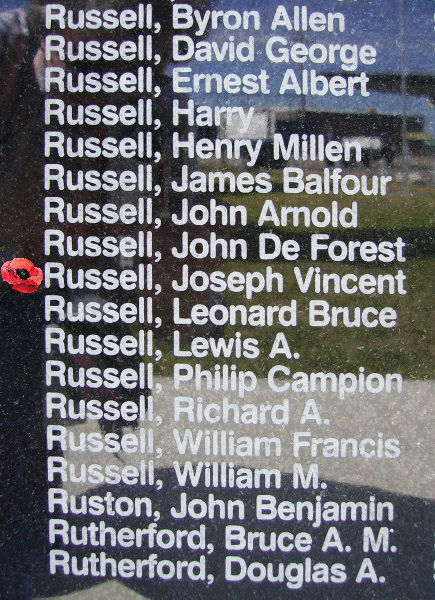 Russell, Byron Allen
Russell, David George
Russell, Ernest Albert
Russell, Harry
Russell, Henry Millen
Russell, James Balfour
Russell, John Arnold
Russell, John De Forest
Russell, Joseph Vincent
Russell, Leonard Bruce
Russell, Lewis A.
Russell, Philip Campion
Russell, Richard A.
Russell, William Francis
Russell, William M.
Ruston, John Benjamin
Rutherford, Bruce A. M.
Rutherford, Douglas A.